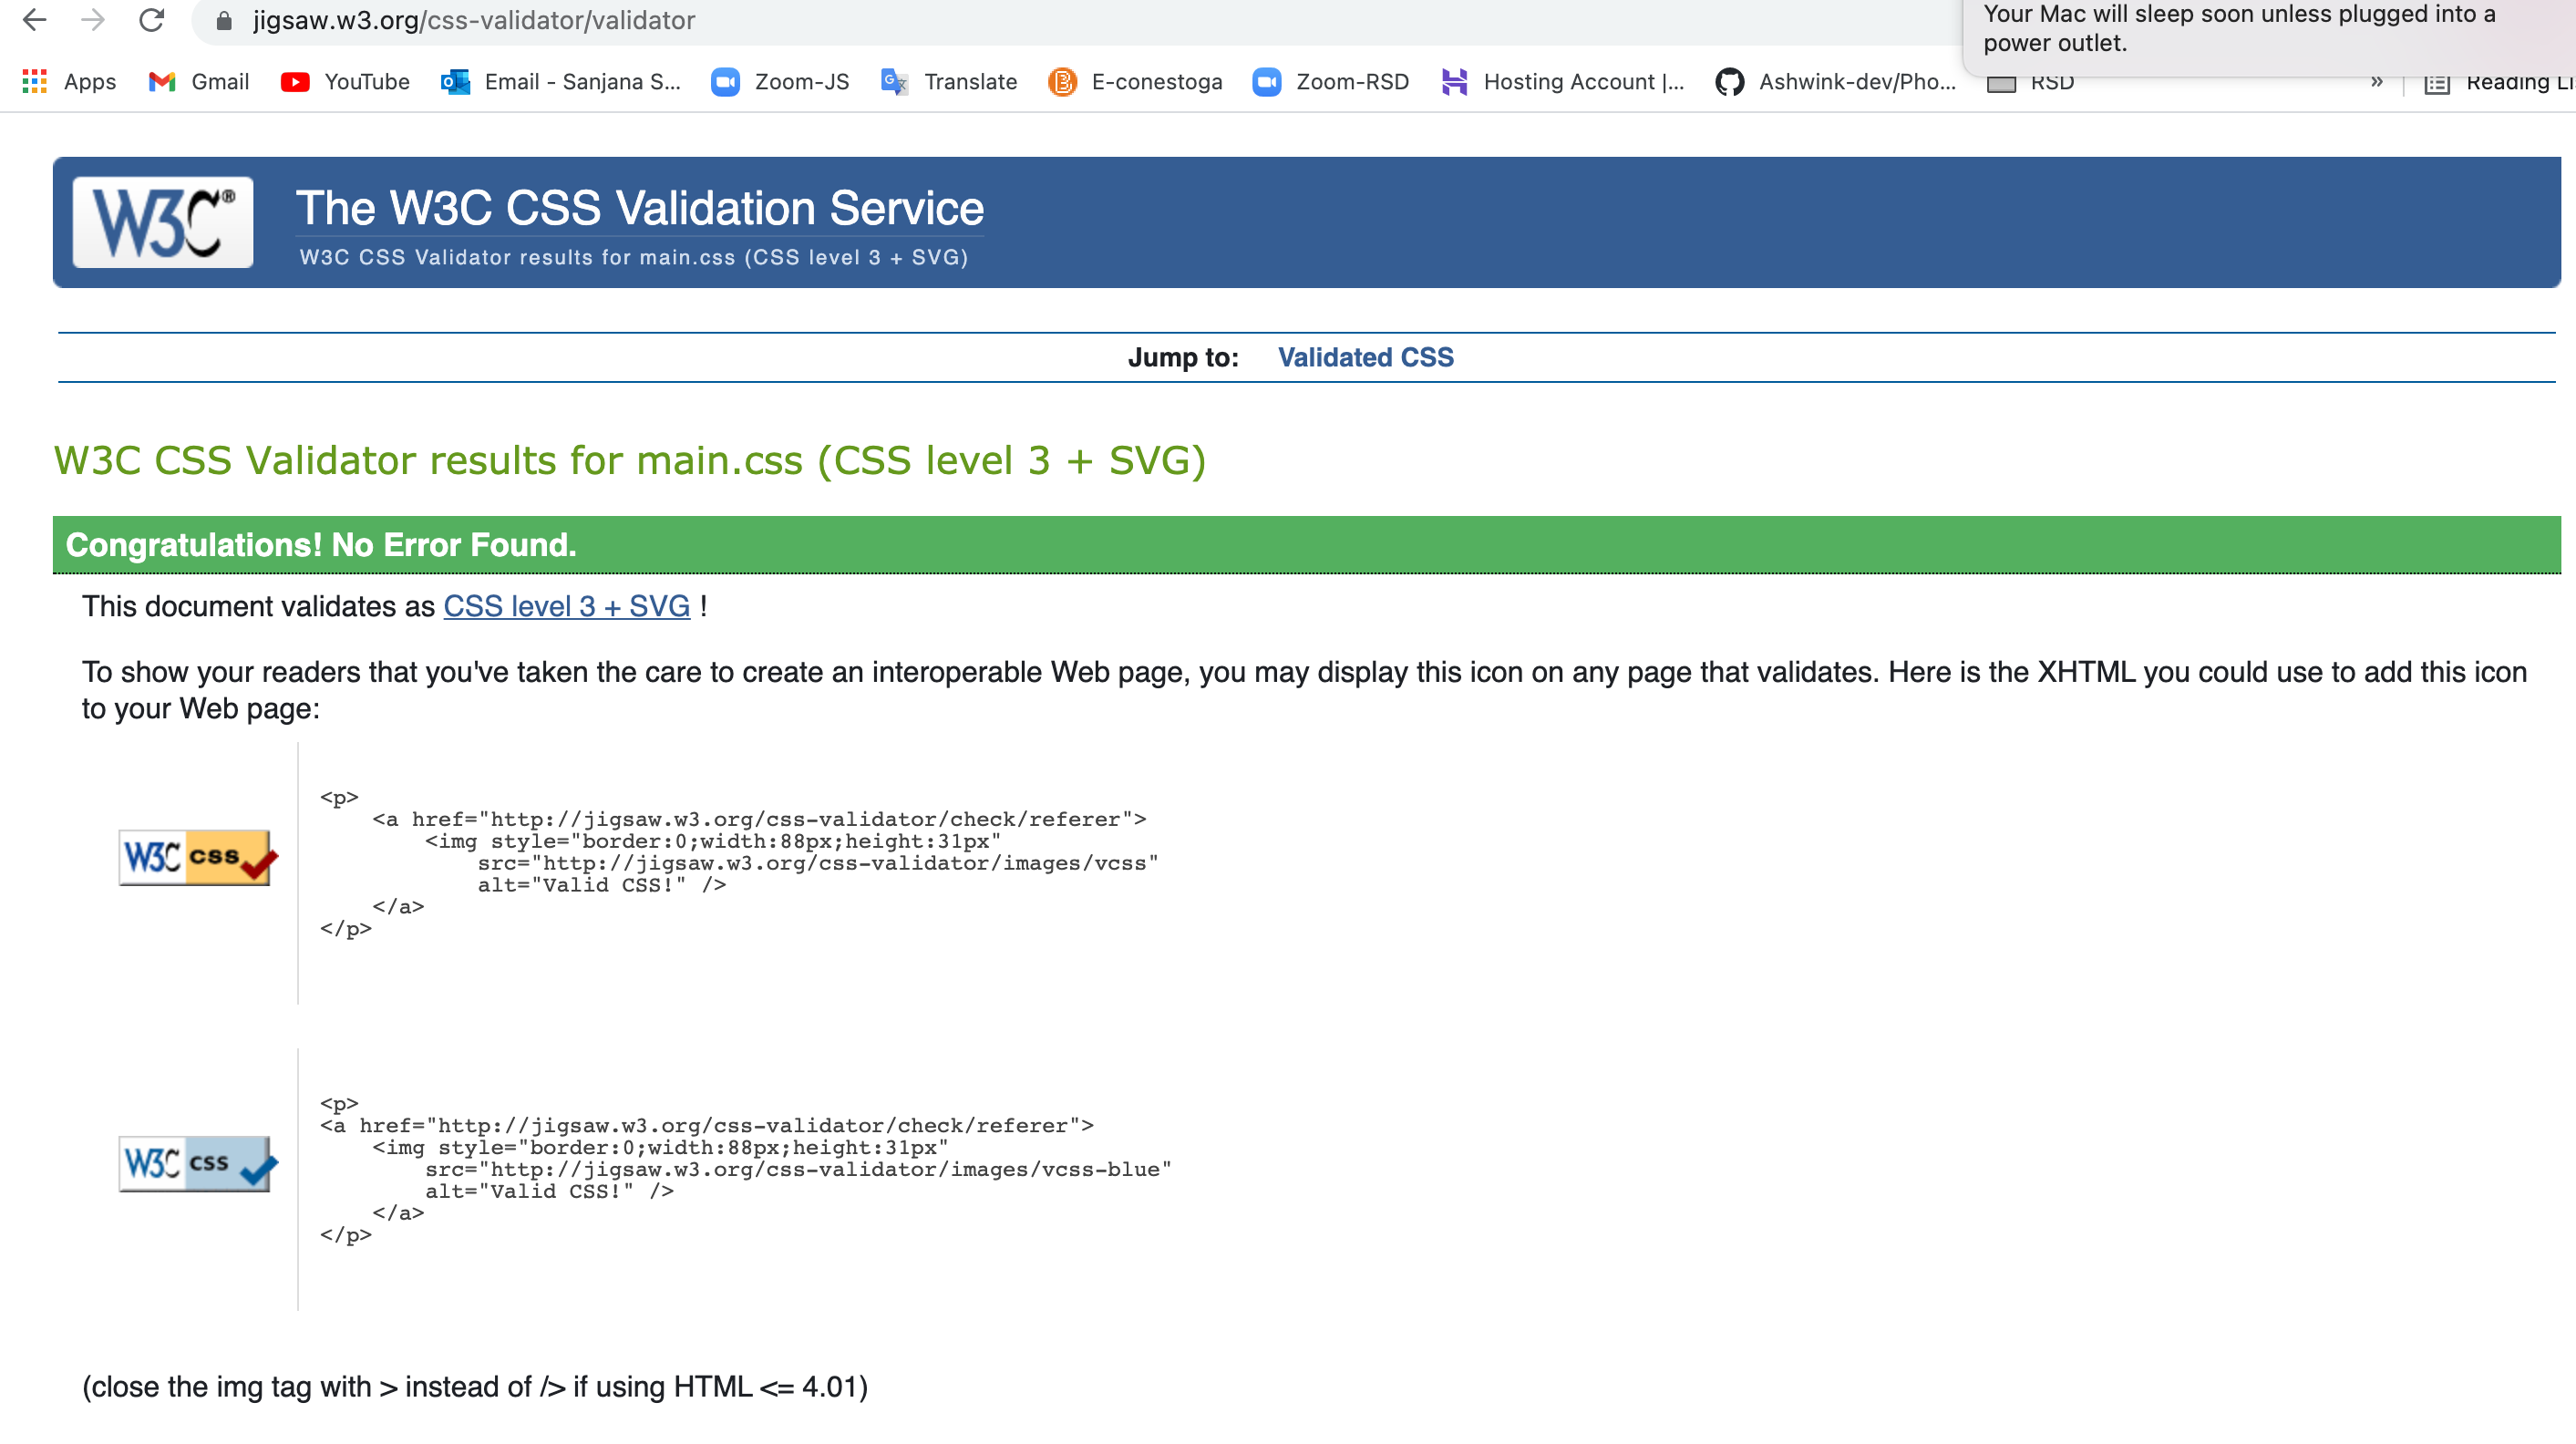 Your Mac will sleep soon unless plugged into a
power outlet.
jigsaw.w3.org/css-validator/validator
Apps Gmail YouTube Email - Sanjana S... Zoom-JS Translate E-conestoga Zoom-RSD Hosting Account |... Ashwink-dev/Pho... RSD » Reading Li
W3C® The W3C CSS Validation Service
W3C CSS Validator results for main.css (CSS level 3 + SVG)
Jump to: Validated CSS
W3C CSS Validator results for main.css (CSS level 3 + SVG)
Congratulations! No Error Found.
This document validates as CSS level 3 + SVG !
To show your readers that you've taken the care to create an interoperable Web page, you may display this icon on any page that validates. Here is the XHTML you could use to add this icon
to your Web page:
W3C css
<p>
<a href="http://jigsaw.w3.org/css-validator/check/referer">
<img style="border:0;width:88px;height:31px"
src="http://jigsaw.w3.org/css-validator/images/vcss"
alt="Valid CSS!" />
</a>
</p>
W3C css
<p>
<a href="http://jigsaw.w3.org/css-validator/check/referer">
<img style="border:0;width:88px;height:31px"
src="http://jigsaw.w3.org/css-validator/images/vcss-blue"
alt="Valid CSS!" />
</a>
</p>
(close the img tag with > instead of /> if using HTML <= 4.01)